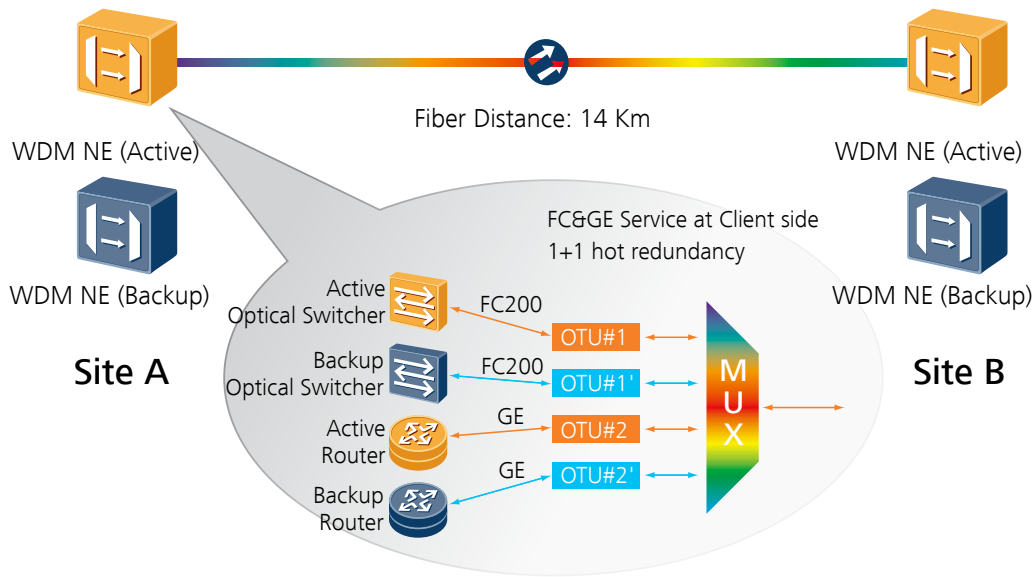 Fiber Distance: 14 Km
WDM NE (Active)
WDM NE (Active)
WDM NE (Backup)
WDM NE (Backup)
Site A
Site B
FC&GE Service at Client side
1+1 hot redundancy
Active
Optical Switcher
FC200
OTU#1
Backup
Optical Switcher
FC200
OTU#1'
Active
Router
GE
OTU#2
Backup
Router
GE
OTU#2'
M
U
X